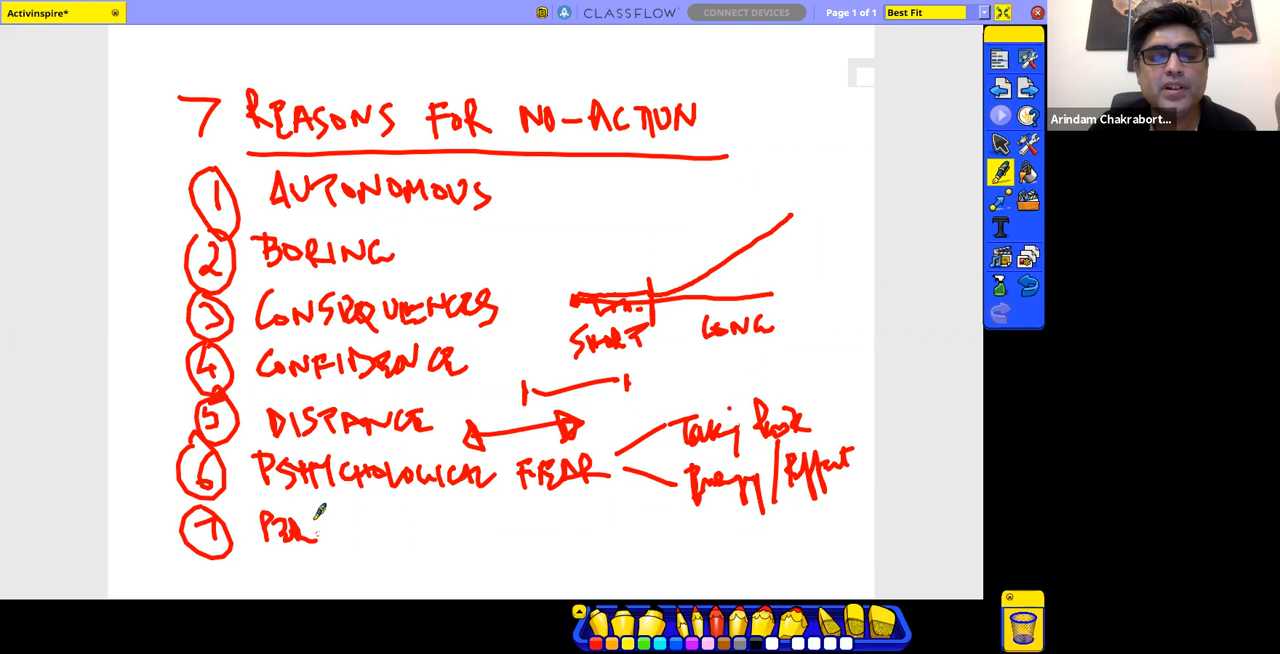 Activinspire*
CLASSFLOW
CONNECT DEVICES
Page 1 of 1
Best Fit
Arindam Chakrabort...
7 REASONS FOR NO-ACTION
1 AUTONOMOUS
2 BORING
3 CONSEQUENCES
SHORT LONG
4 CONFIDENCE
5 DISTANCE
6 PSHYCHOLOGICAL FEAR
Taking Risk
Energy/Effort
7
T